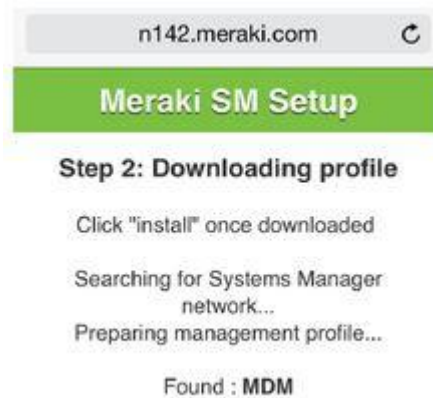 n142.meraki.com
Meraki SM Setup
Step 2: Downloading profile
Click "install" once downloaded
Searching for Systems Manager
network...
Preparing management profile...
Found : MDM